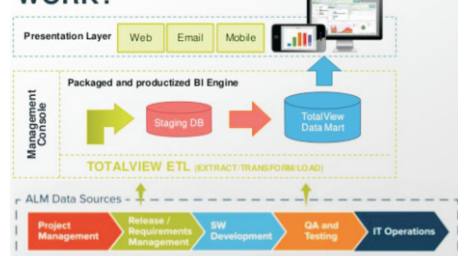 WORK?
Presentation Layer
Web
Email
Mobile
Management
Console
Packaged and productized BI Engine
Staging DB
TotalView
Data Mart
TOTALVIEW ETL (EXTRACT/TRANSFORM/LOAD)
ALM Data Sources
Project
Management
Release /
Requirements
Management
SW
Development
QA and
Testing
IT Operations